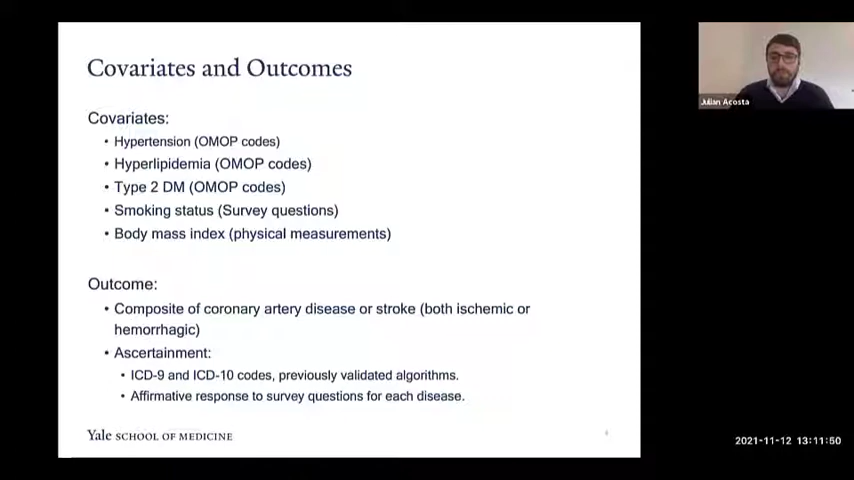 Covariates and Outcomes
Covariates:
• Hypertension (OMOP codes)
• Hyperlipidemia (OMOP codes)
• Type 2 DM (OMOP codes)
• Smoking status (Survey questions)
• Body mass index (physical measurements)
Outcome:
• Composite of coronary artery disease or stroke (both ischemic or
hemorrhagic)
• Ascertainment:
• ICD-9 and ICD-10 codes, previously validated algorithms.
• Affirmative response to survey questions for each disease.
Yale SCHOOL OF MEDICINE
Julian Acosta
2021-11-12 13:11:50